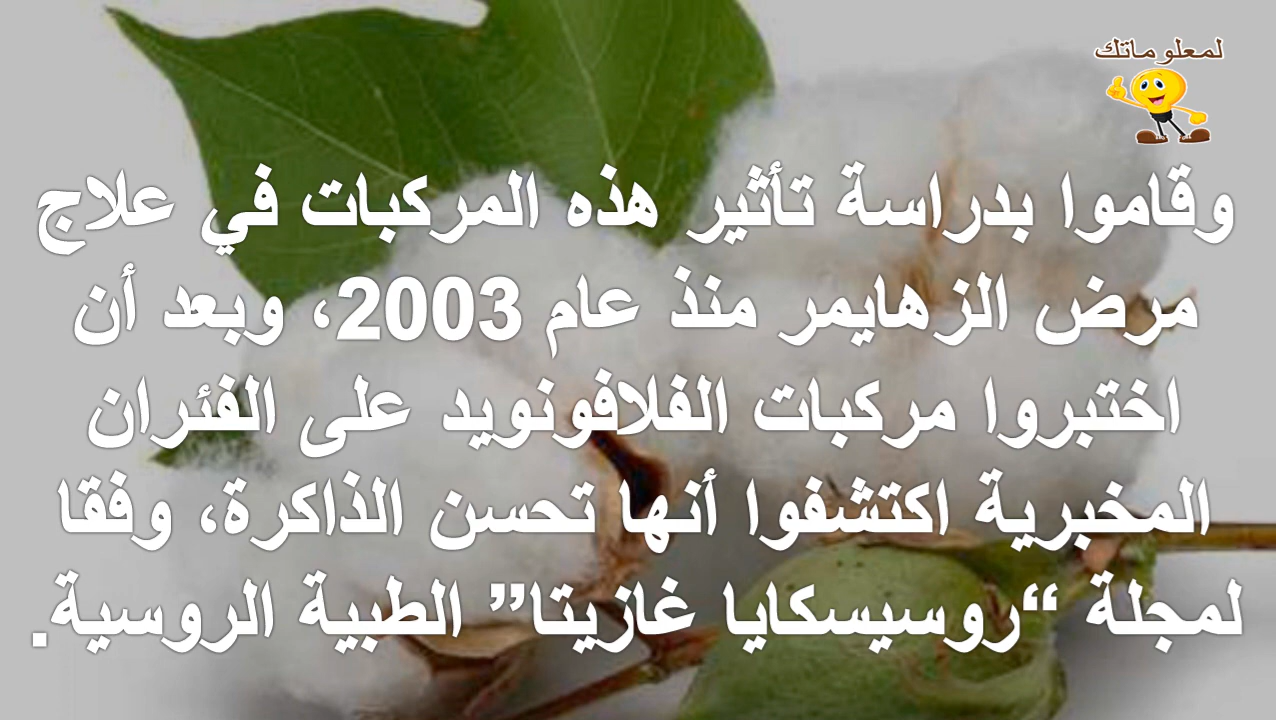 لمعلوماتك
وقاموا بدراسة تأثير هذه المركبات في علاج
مرض الزهايمر منذ عام 2003، وبعد أن
اختبروا مركبات الفلافونويد على الفئران
المخبرية اكتشفوا أنها تحسن الذاكرة، وفقا
لمجلة “روسيسكايا غازيتا” الطبية الروسية.